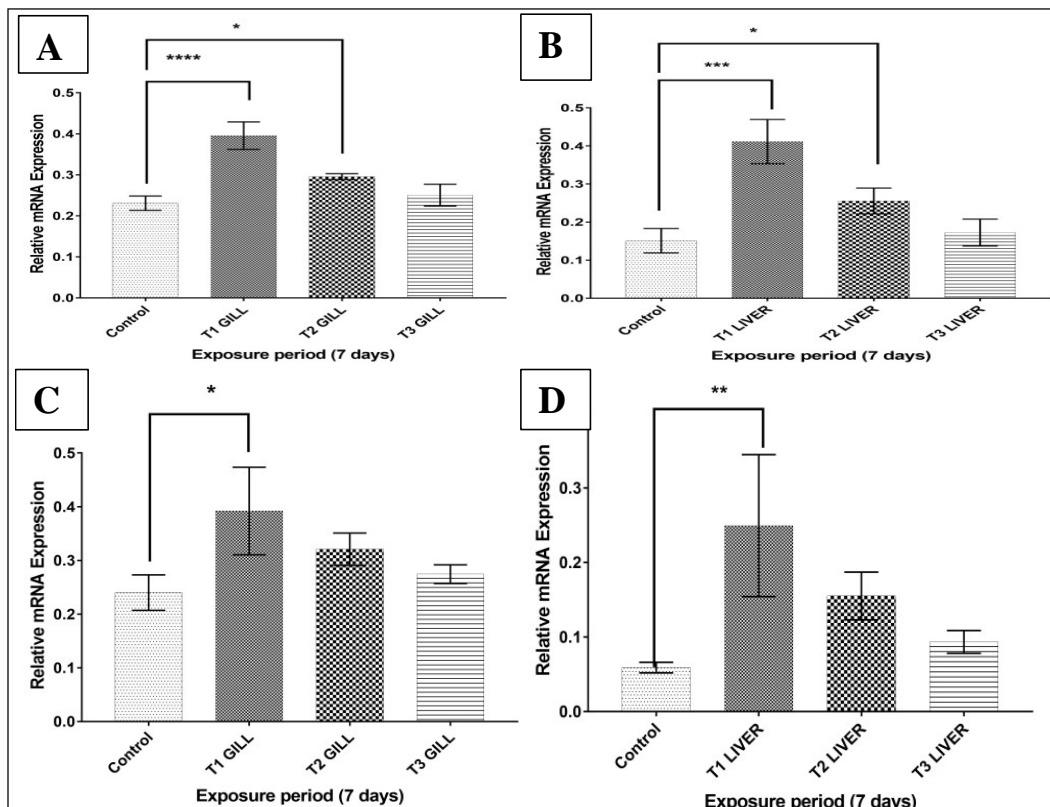 A
*
****
Relative mRNA Expression
0.5
0.4
0.3
0.2
0.1
0.0
Control
T1 GILL
T2 GILL
T3 GILL
Exposure period (7 days)
B
*
***
Relative mRNA Expression
0.5
0.4
0.3
0.2
0.1
0.0
Control
T1 LIVER
T2 LIVER
T3 LIVER
Exposure period (7 days)
C
*
Relative mRNA Expression
0.5
0.4
0.3
0.2
0.1
0.0
Control
T1 GILL
T2 GILL
T3 GILL
Exposure period (7 days)
D
**
Relative mRNA Expression
0.3
0.2
0.1
0.0
Control
T1 LIVER
T2 LIVER
T3 LIVER
Exposure period (7 days)